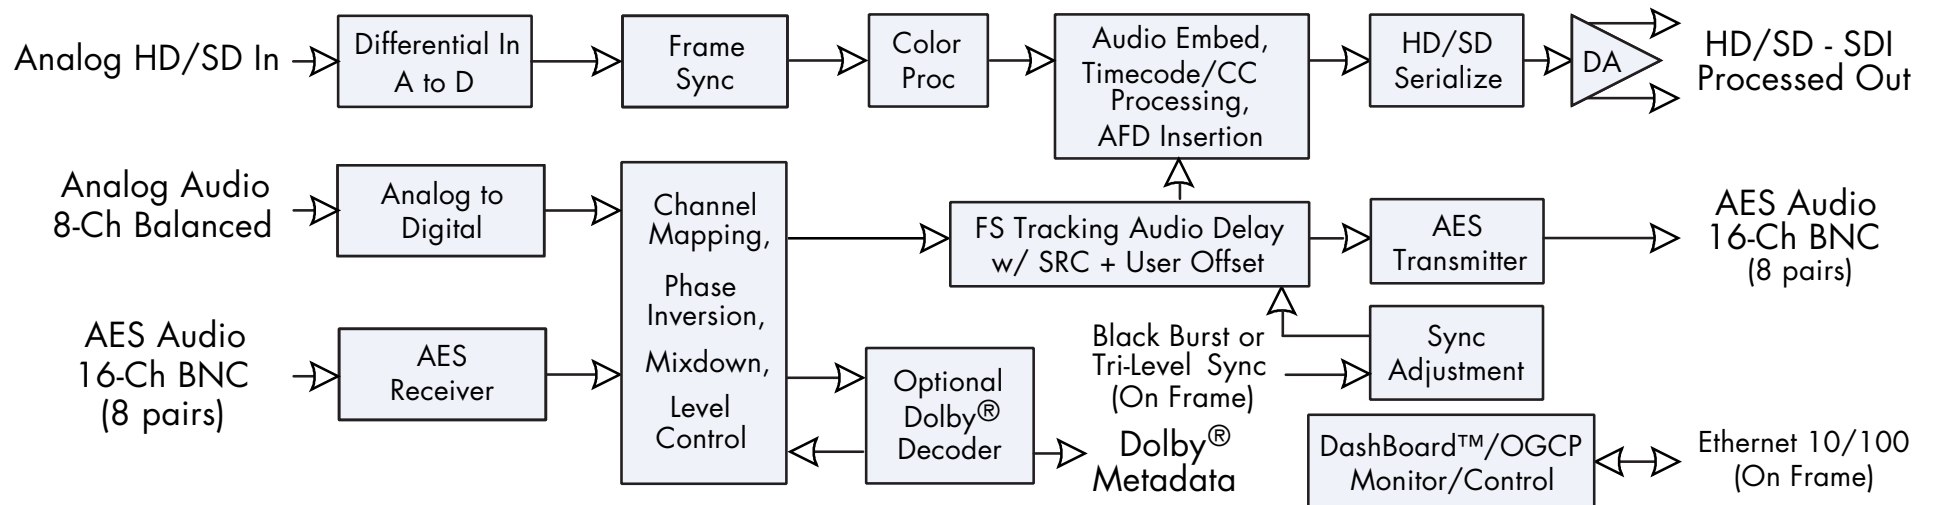 Analog HD/SD In
Differential In
A to D
Frame
Sync
Color
Proc
Audio Embed,
Timecode/CC
Processing,
AFD Insertion
HD/SD
Serialize
DA
HD/SD - SDI
Processed Out
Analog Audio
8-Ch Balanced
Analog to
Digital
Channel
Mapping,
Phase
Inversion,
Mixdown,
Level
Control
FS Tracking Audio Delay
w/ SRC + User Offset
AES
Transmitter
AES Audio
16-Ch BNC
(8 pairs)
AES Audio
16-Ch BNC
(8 pairs)
AES
Receiver
Optional
Dolby®
Decoder
Black Burst or
Tri-Level Sync
(On Frame)
Sync
Adjustment
Dolby®
Metadata
DashBoard™/OGCP
Monitor/Control
Ethernet 10/100
(On Frame)